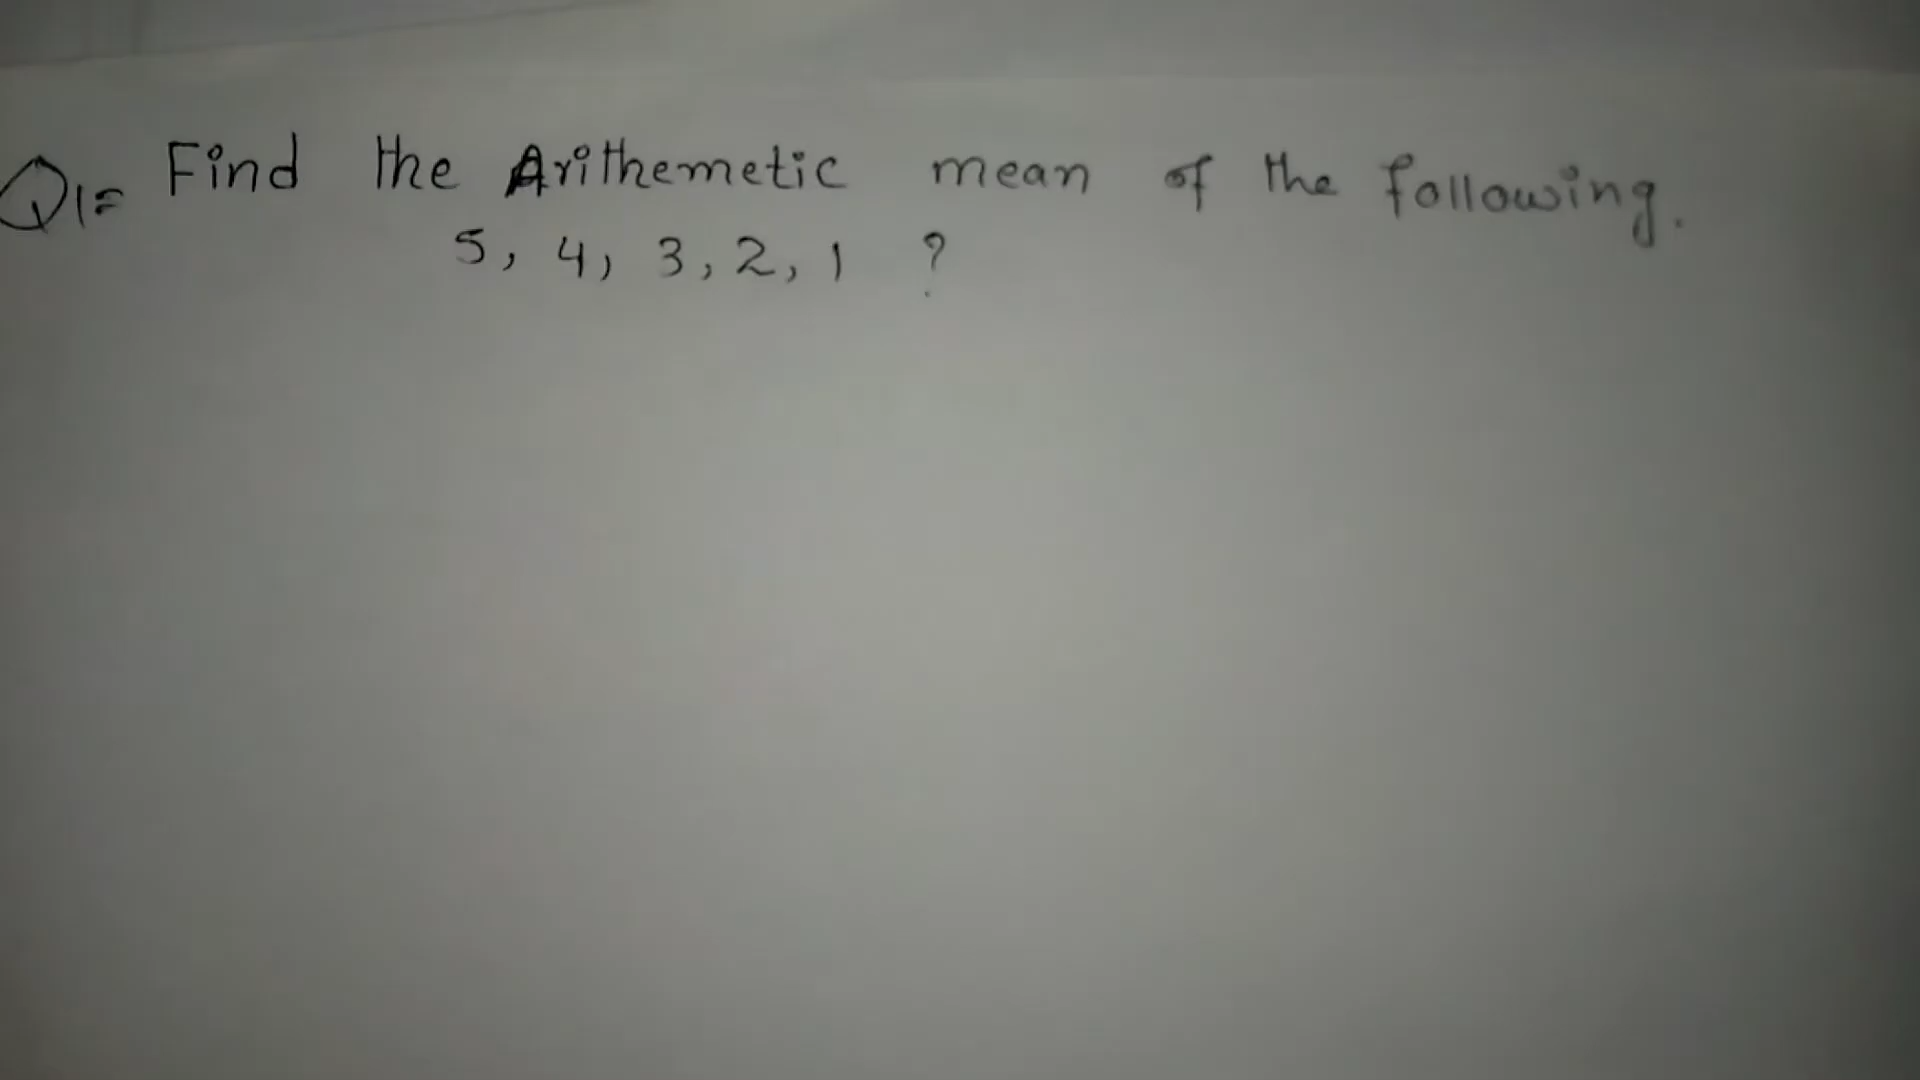 Q1= Find the Arithemetic mean of the following.
5, 4, 3, 2, 1 ?